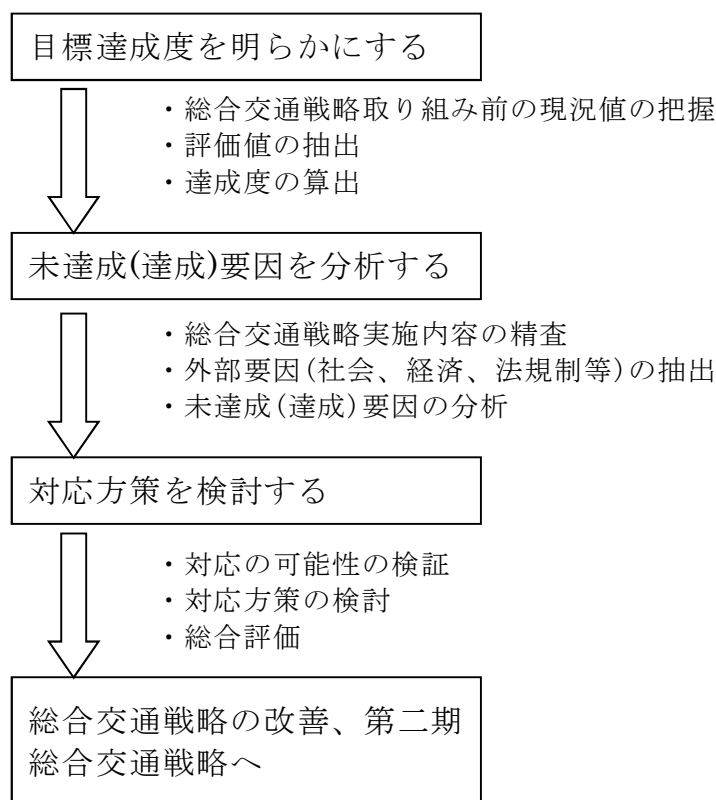 目標達成度を明らかにする
・総合交通戦略取り組み前の現況値の把握
・評価値の抽出
・達成度の算出
未達成(達成)要因を分析する
・総合交通戦略実施内容の精査
・外部要因(社会、経済、法規制等)の抽出
・未達成(達成)要因の分析
対応方策を検討する
・対応の可能性の検証
・対応方策の検討
・総合評価
総合交通戦略の改善、第二期
総合交通戦略へ